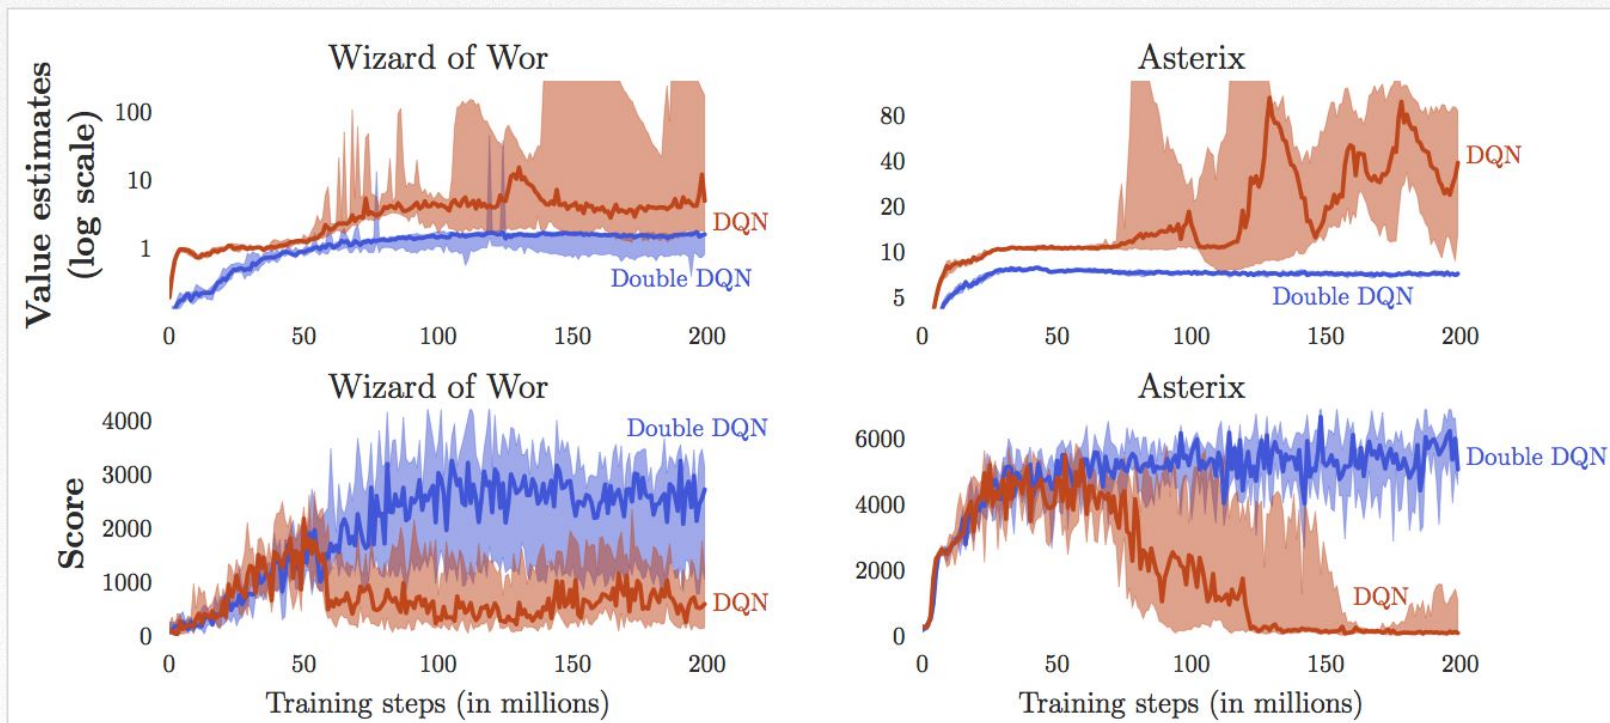 Wizard of Wor
Asterix
Value estimates
(log scale)
100
10
1
DQN
Double DQN
0 50 100 150 200
80
40
20
10
5
DQN
Double DQN
0 50 100 150 200
Wizard of Wor
Asterix
Score
4000
3000
2000
1000
0
Double DQN
DQN
0 50 100 150 200
Training steps (in millions)
6000
4000
2000
0
Double DQN
DQN
0 50 100 150 200
Training steps (in millions)